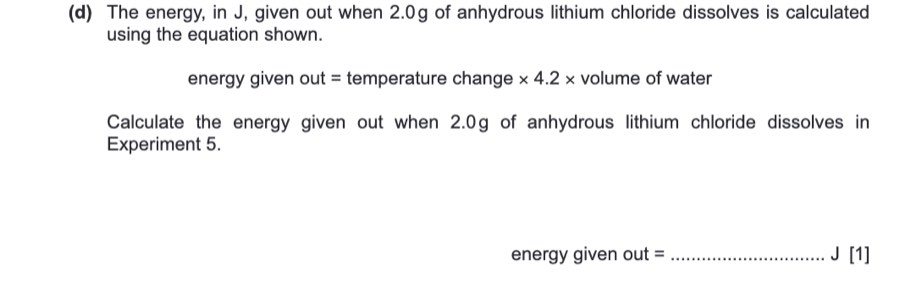 (d) The energy, in J, given out when 2.0 g of anhydrous lithium chloride dissolves is calculated
using the equation shown.
energy given out = temperature change × 4.2 × volume of water
Calculate the energy given out when 2.0 g of anhydrous lithium chloride dissolves in
Experiment 5.
energy given out = .............................. J [1]